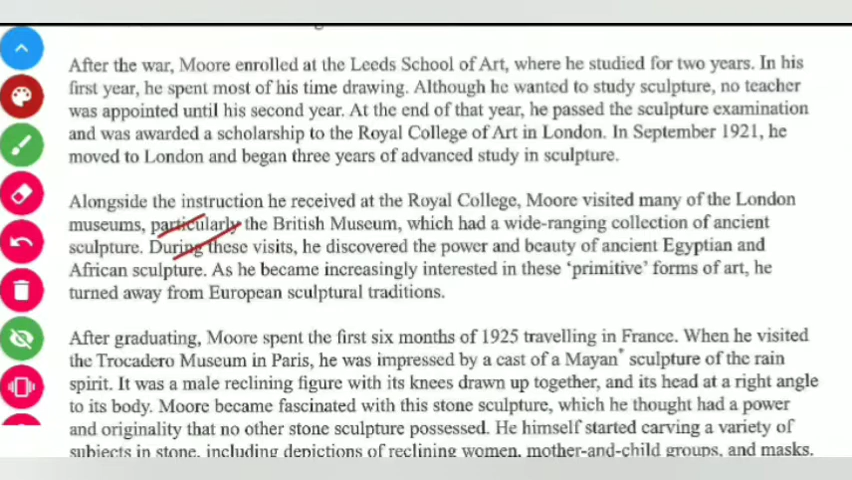 After the war, Moore enrolled at the Leeds School of Art, where he studied for two years. In his
first year, he spent most of his time drawing. Although he wanted to study sculpture, no teacher
was appointed until his second year. At the end of that year, he passed the sculpture examination
and was awarded a scholarship to the Royal College of Art in London. In September 1921, he
moved to London and began three years of advanced study in sculpture.
Alongside the instruction he received at the Royal College, Moore visited many of the London
museums, particularly the British Museum, which had a wide-ranging collection of ancient
sculpture. During these visits, he discovered the power and beauty of ancient Egyptian and
African sculpture. As he became increasingly interested in these ‘primitive’ forms of art, he
turned away from European sculptural traditions.
After graduating, Moore spent the first six months of 1925 travelling in France. When he visited
the Trocadero Museum in Paris, he was impressed by a cast of a Mayan* sculpture of the rain
spirit. It was a male reclining figure with its knees drawn up together, and its head at a right angle
to its body. Moore became fascinated with this stone sculpture, which he thought had a power
and originality that no other stone sculpture possessed. He himself started carving a variety of
subjects in stone, including depictions of reclining women, mother-and-child groups, and masks.